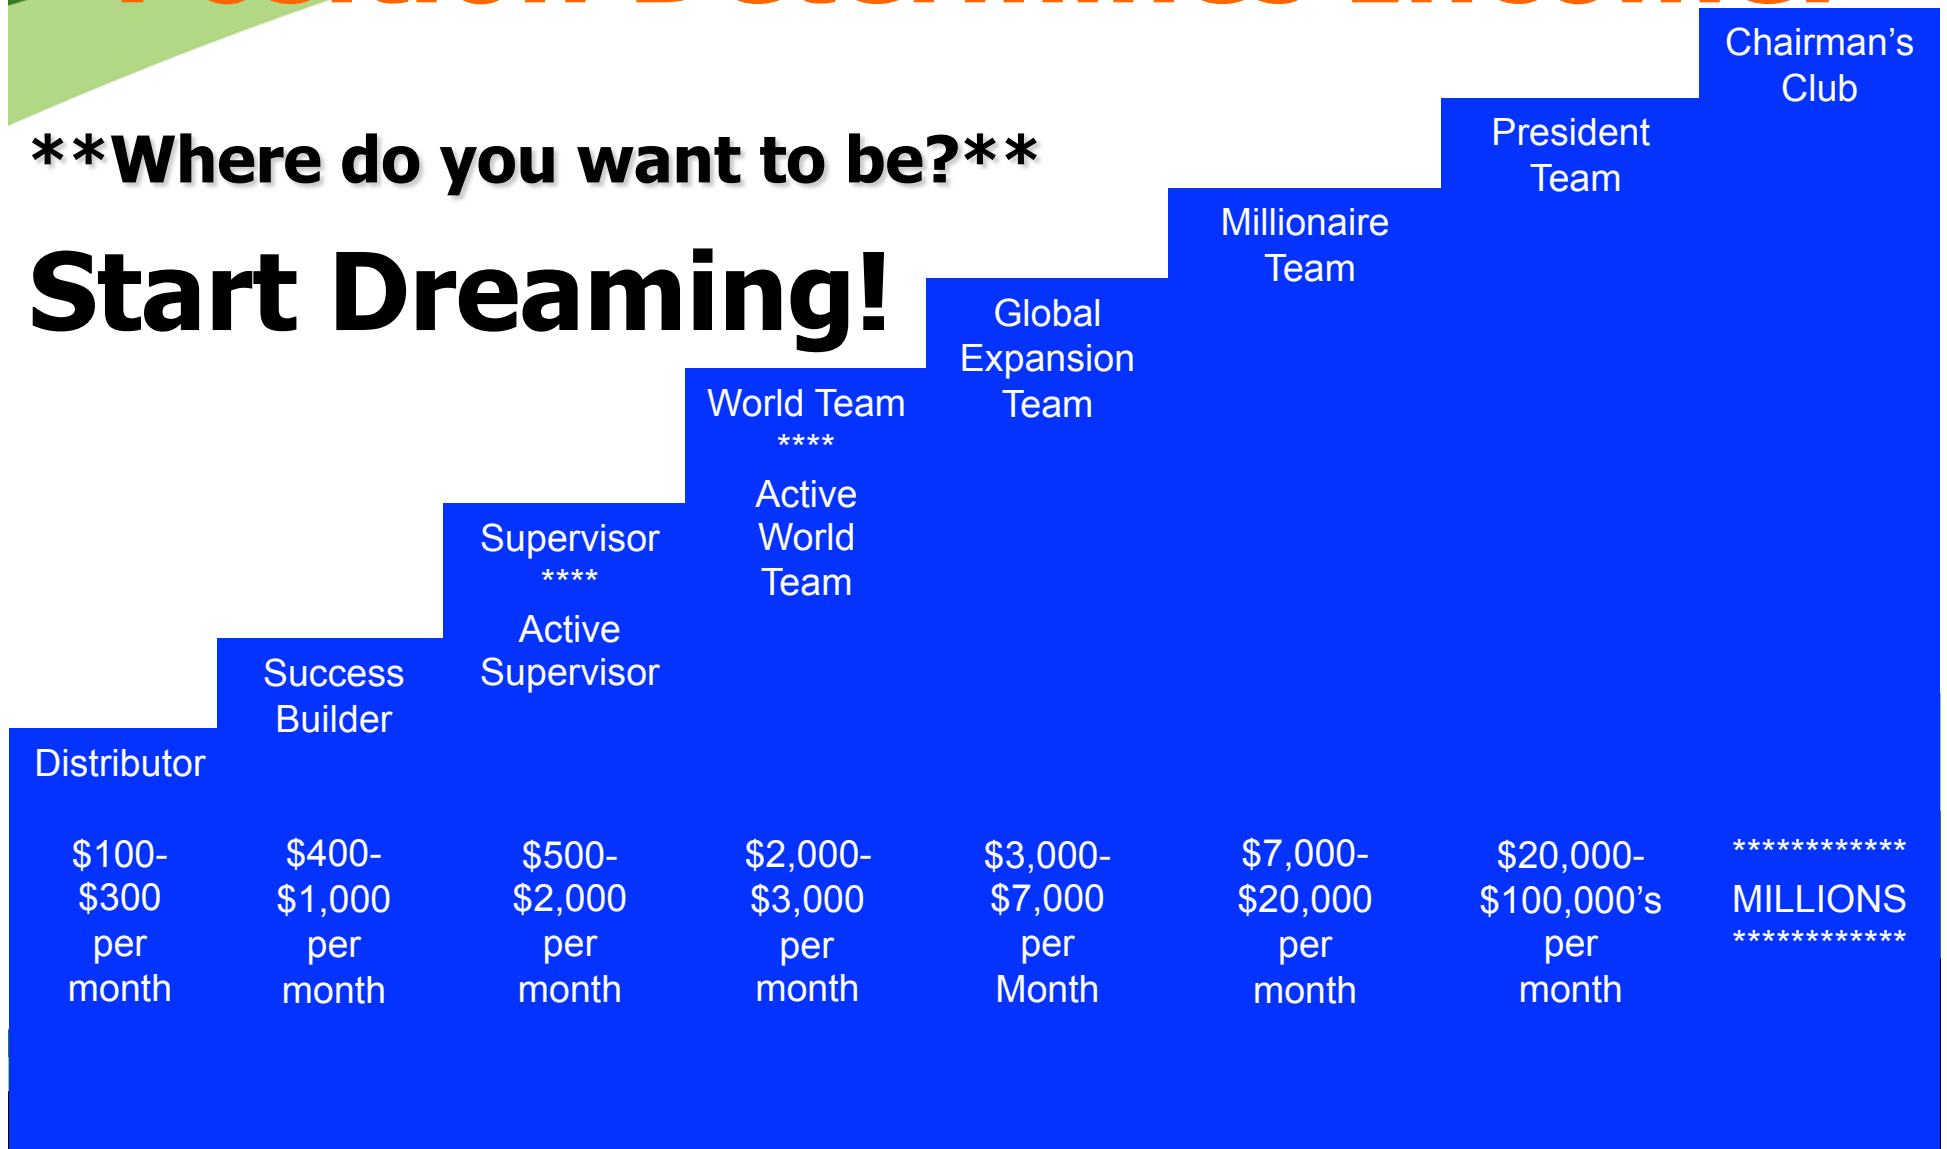 Position Determines Income!
**Where do you want to be?**
Start Dreaming!
Chairman's
Club
President
Team
Millionaire
Team
Global
Expansion
Team
World Team
****
Active
World
Team
Supervisor
****
Active
Supervisor
Success
Builder
Distributor
$100-
$300
per
month
$400-
$1,000
per
month
$500-
$2,000
per
month
$2,000-
$3,000
per
month
$3,000-
$7,000
per
Month
$7,000-
$20,000
per
month
$20,000-
$100,000's
per
month
************
MILLIONS
************